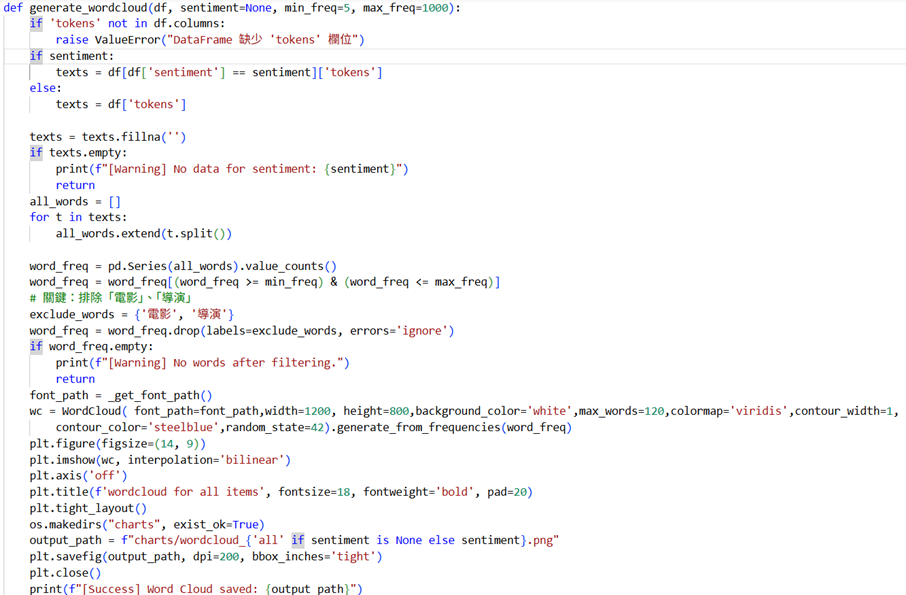 def generate_wordcloud(df, sentiment=None, min_freq=5, max_freq=1000):
    if 'tokens' not in df.columns:
        raise ValueError("DataFrame 缺少 'tokens' 欄位")
    if sentiment:
        texts = df[df['sentiment'] == sentiment]['tokens']
    else:
        texts = df['tokens']

    texts = texts.fillna('')
    if texts.empty:
        print(f"[Warning] No data for sentiment: {sentiment}")
        return
    all_words = []
    for t in texts:
        all_words.extend(t.split())

    word_freq = pd.Series(all_words).value_counts()
    word_freq = word_freq[(word_freq >= min_freq) & (word_freq <= max_freq)]
    # 關鍵：排除「電影」、「導演」
    exclude_words = {'電影', '導演'}
    word_freq = word_freq.drop(labels=exclude_words, errors='ignore')
    if word_freq.empty:
        print(f"[Warning] No words after filtering.")
        return
    font_path = _get_font_path()
    wc = WordCloud( font_path=font_path,width=1200, height=800,background_color='white',max_words=120,colormap='viridis',contour_width=1,
        contour_color='steelblue',random_state=42).generate_from_frequencies(word_freq)
    plt.figure(figsize=(14, 9))
    plt.imshow(wc, interpolation='bilinear')
    plt.axis('off')
    plt.title(f'wordcloud for all items', fontsize=18, fontweight='bold', pad=20)
    plt.tight_layout()
    os.makedirs("charts", exist_ok=True)
    output_path = f"charts/wordcloud_{'all' if sentiment is None else sentiment}.png"
    plt.savefig(output_path, dpi=200, bbox_inches='tight')
    plt.close()
    print(f"[Success] Word Cloud saved: {output_path}")